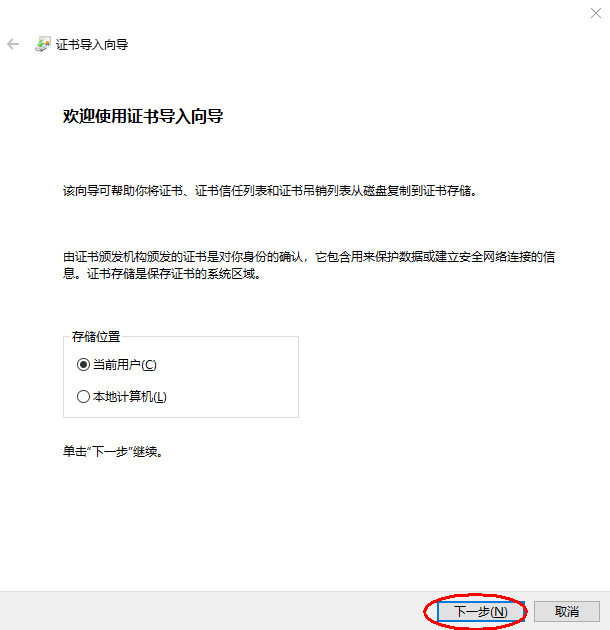 证书导入向导
欢迎使用证书导入向导
该向导可帮助你将证书、证书信任列表和证书吊销列表从磁盘复制到证书存储。
由证书颁发机构颁发的证书是对你身份的确认，它包含用来保护数据或建立安全网络连接的信
息。证书存储是保存证书的系统区域。
存储位置
当前用户(C)
本地计算机(L)
单击“下一步”继续。
下一步(N) 取消